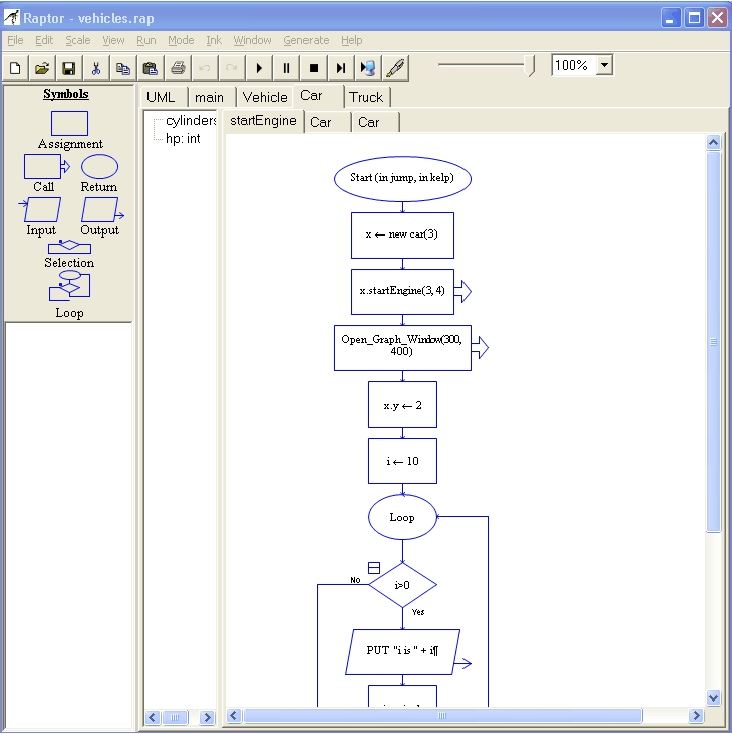 Raptor - vehicles.rap
File Edit Scale View Run Mode Ink Window Generate Help
100%
Symbols
Assignment
Call Return
Input Output
Selection
Loop
UML main Vehicle Car Truck
cylinders
hp: int
startEngine Car Car
Start (in jump, in kelp)
x ← new car(3)
x.startEngine(3, 4)
Open_Graph_Window(300,
400)
x.y ← 2
i ← 10
Loop
i>0
No
Yes
PUT "i is " + i¶